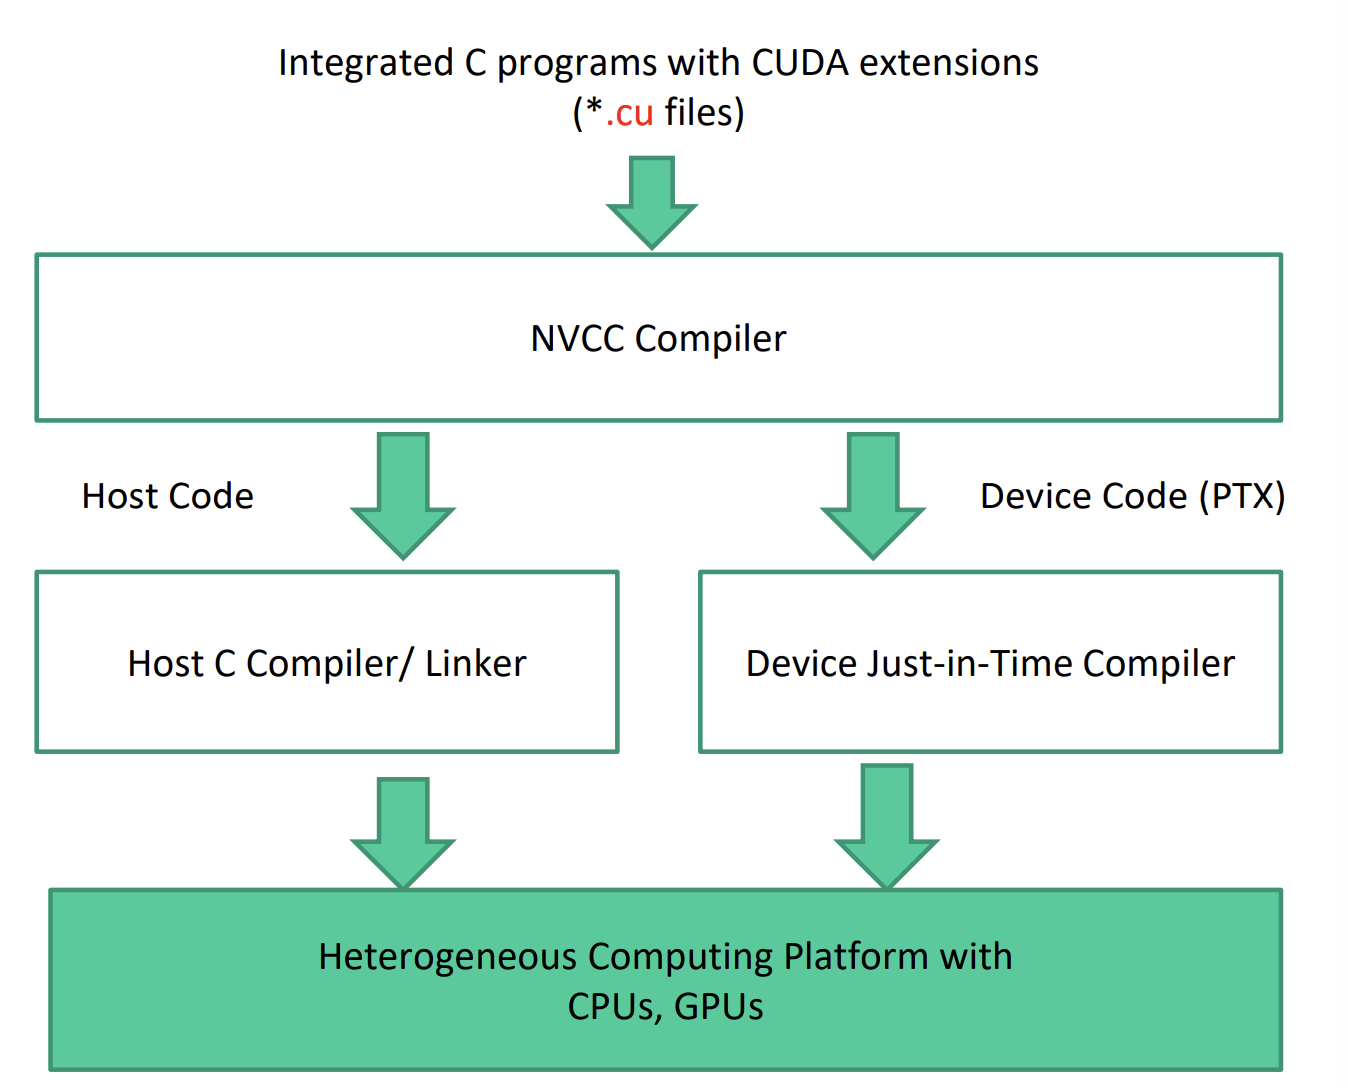 Integrated C programs with CUDA extensions
(*.cu files)
NVCC Compiler
Host Code
Device Code (PTX)
Host C Compiler/ Linker
Device Just-in-Time Compiler
Heterogeneous Computing Platform with
CPUs, GPUs